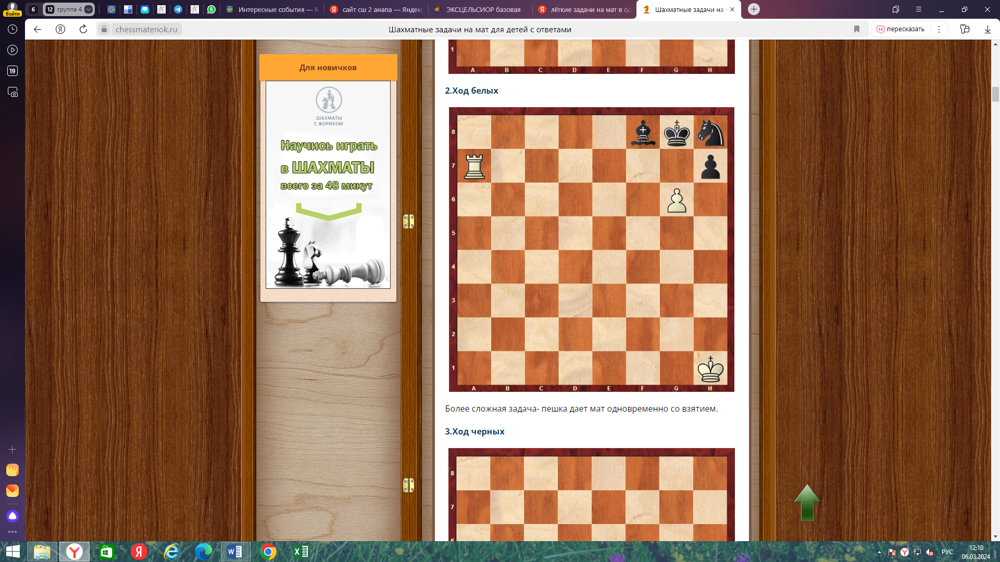 Войти
6
12 группа 4
5
Интересные события — М
сайт сш 2 анапа — Яндекс
ЭКСЦЕЛЬСИОР базовая
лёгкие задачи на мат в од
Шахматные задачи на
chessmatenok.ru
Шахматные задачи на мат для детей с ответами
пересказать
19
Для новичков
ШАХМАТЫ
С ЖОРИКОМ
Научись играть
в ШАХМАТЫ
всего за 48 минут
1
A B C D E F G H
2.Ход белых
8
7
6
5
4
3
2
1
A B C D E F G H
Более сложная задача- пешка дает мат одновременно со взятием.
3.Ход черных
8
7
РУС
12:10
06.03.2024